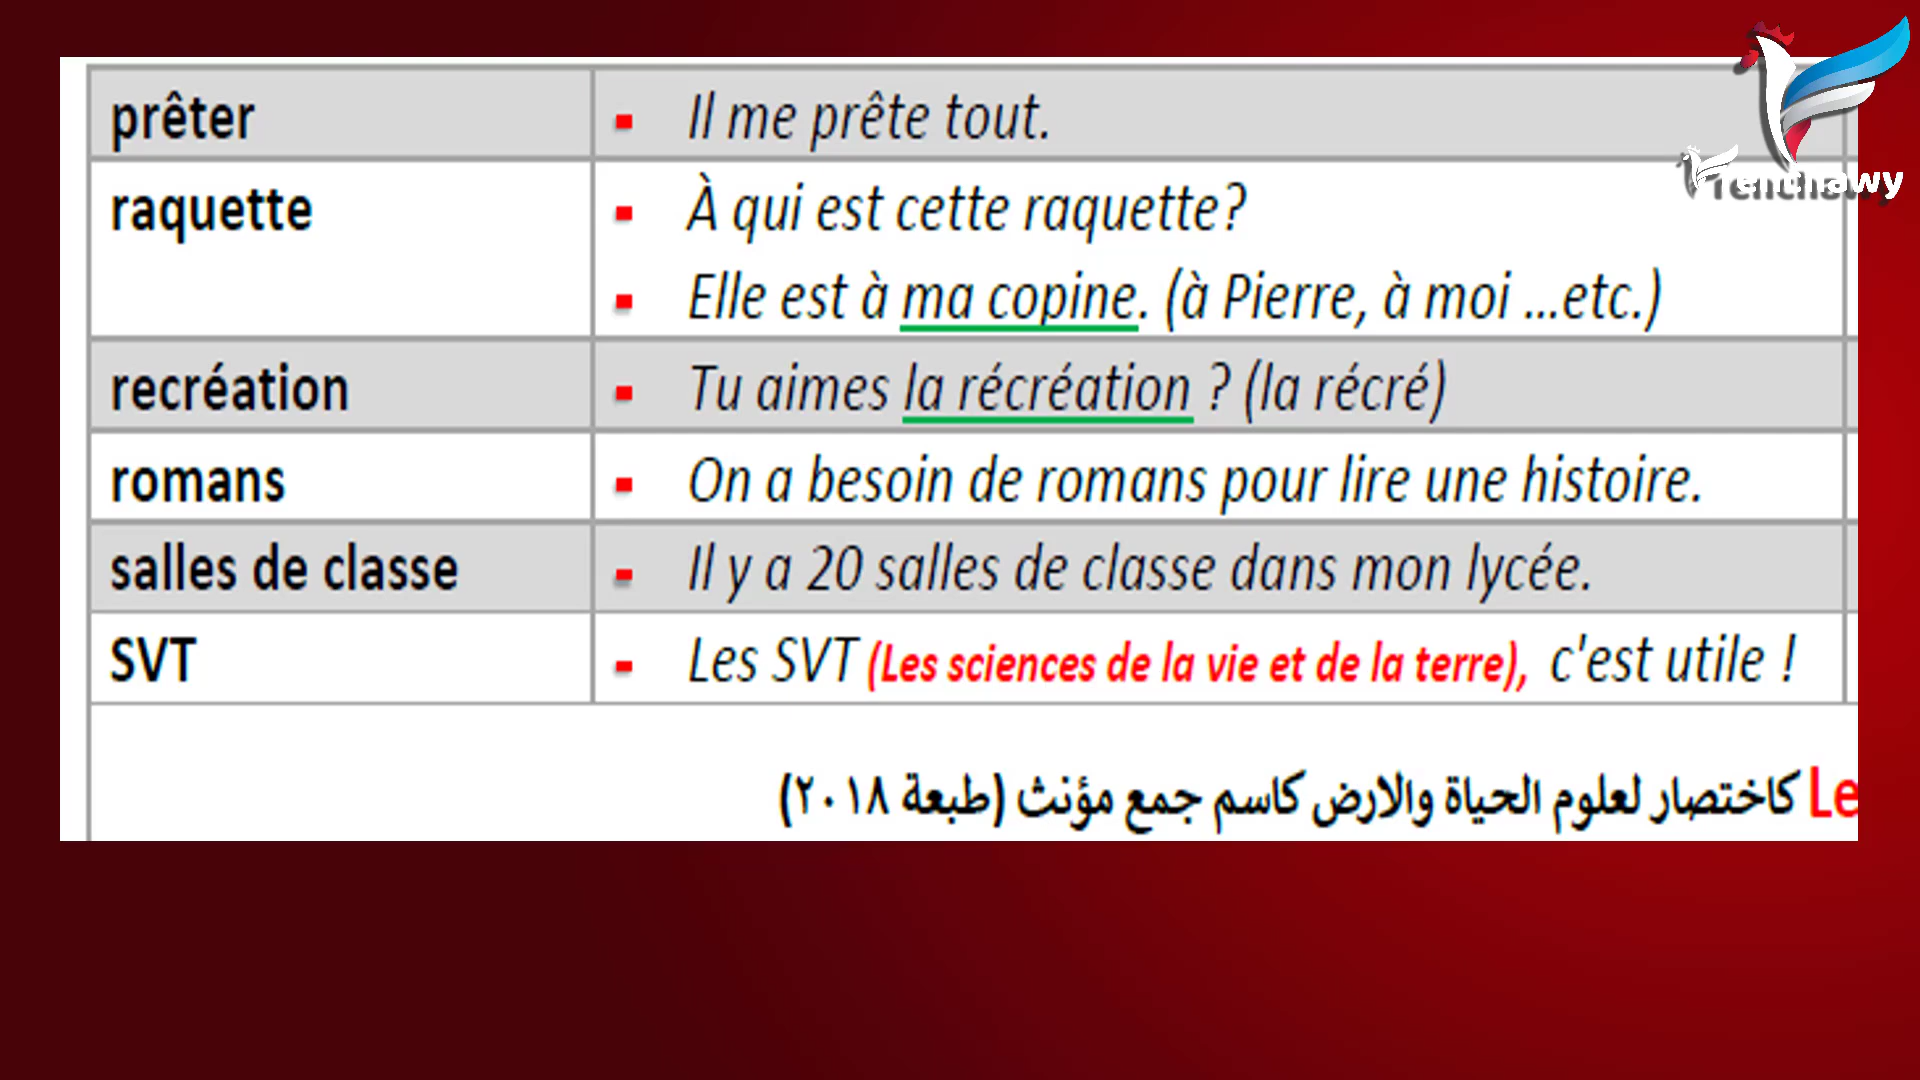 prêter
- Il me prête tout.
raquette
- À qui est cette raquette?
- Elle est à ma copine. (à Pierre, à moi ...etc.)
recréation
- Tu aimes la récréation ? (la récré)
romans
- On a besoin de romans pour lire une histoire.
salles de classe
- Il y a 20 salles de classe dans mon lycée.
SVT
- Les SVT (Les sciences de la vie et de la terre), c'est utile !
Le كاختصار لعلوم الحياة والارض كاسم جمع مؤنث (طبعة ٢٠١٨)
Frenchawy